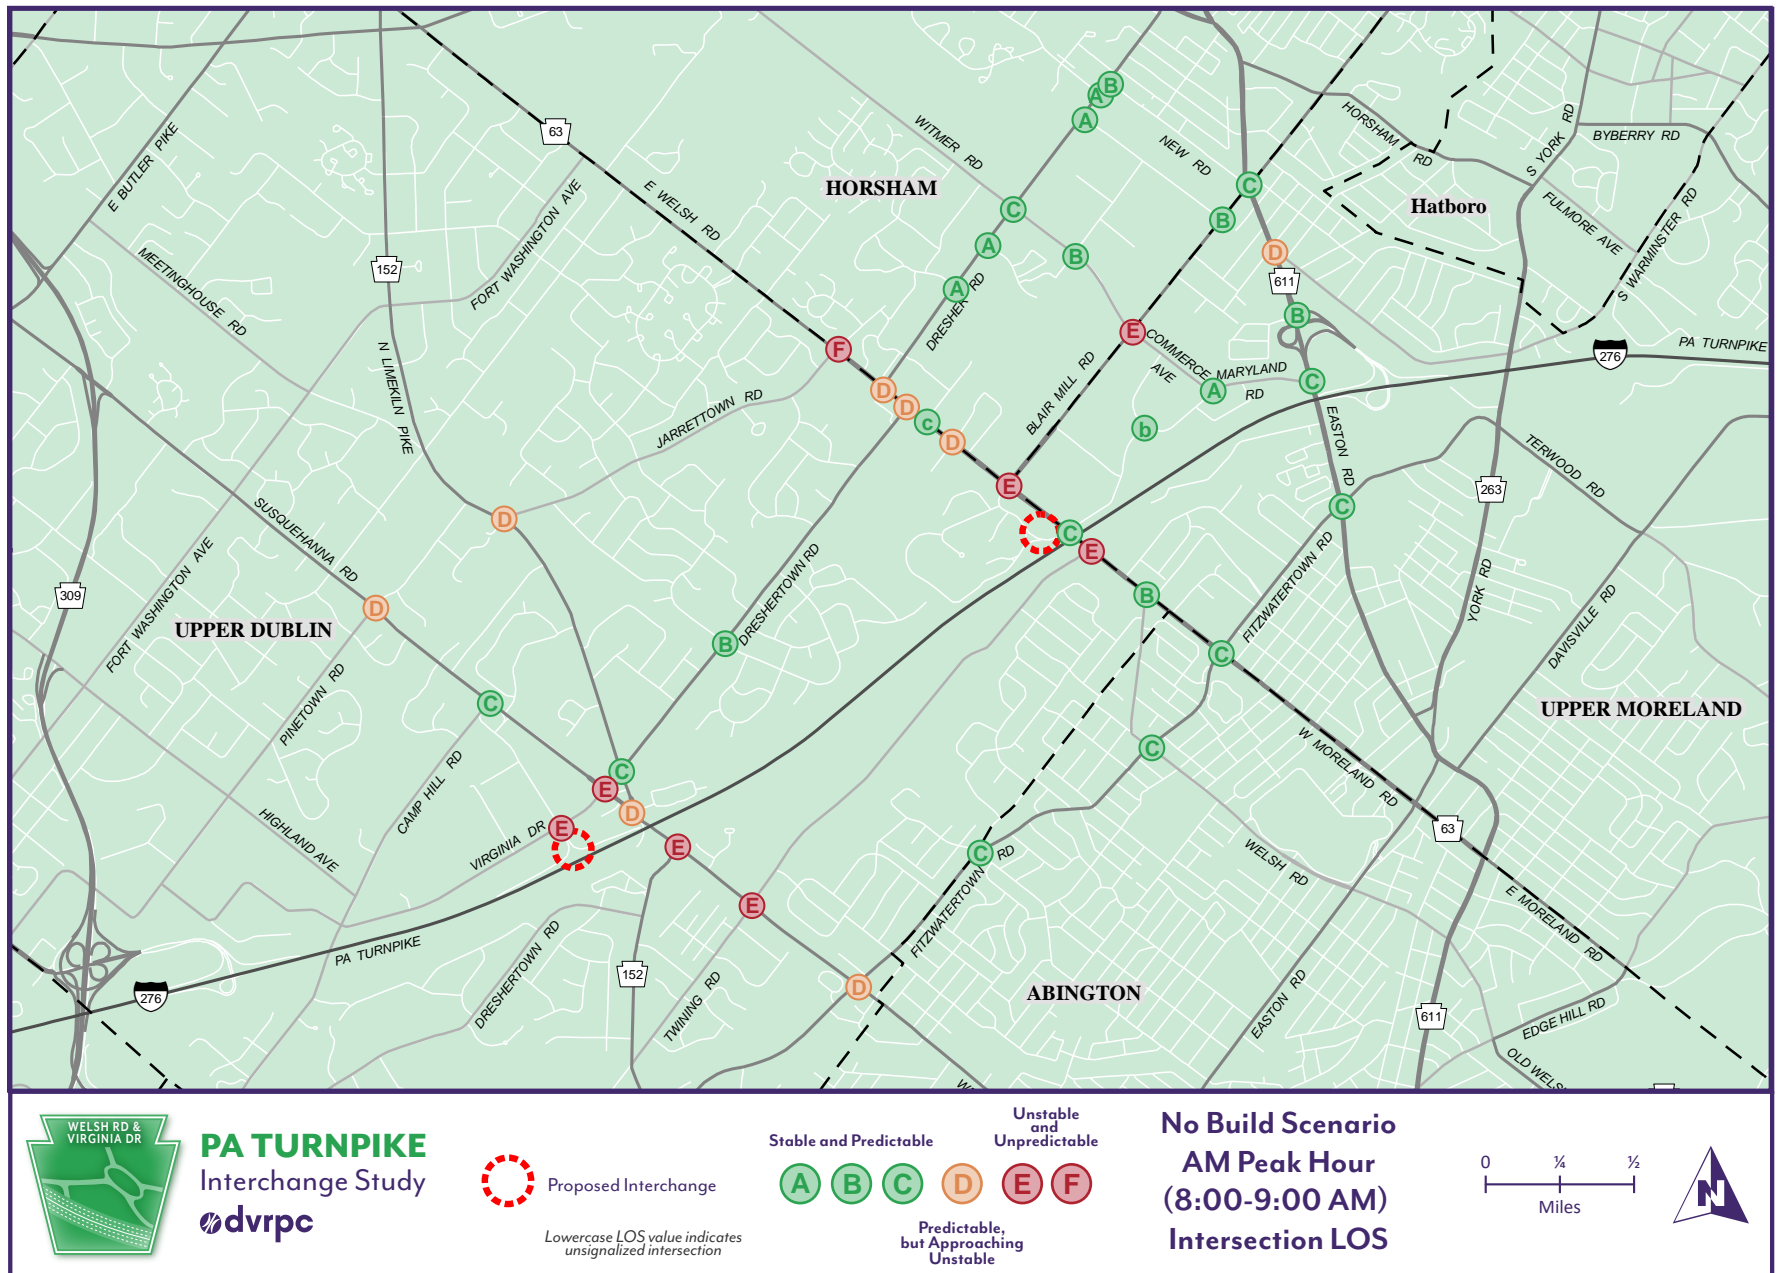 63
152
E BUTLER PIKE
MEETINGHOUSE RD
FORT WASHINGTON AVE
E WELSH RD
N LIMEKILN PIKE
HORSHAM
WITMER RD
NEW RD
DRESHER RD
B
A
A
C
A
B
A
C
B
D
611
B
HORSHAM RD
Hatboro
S YORK RD
BYBERRY RD
FULMORE AVE
S WARMINSTER RD
PA TURNPIKE
276
E
COMMERCE AVE
MARYLAND RD
A
C
b
BLAIR MILL RD
EASTON RD
F
D
D
c
D
E
C
E
B
C
C
JARRETTOWN RD
TERWOOD RD
263
YORK RD
DAVISVILLE RD
FITZWATERTOWN RD
UPPER MORELAND
SUSQUEHANNA RD
FORT WASHINGTON AVE
309
UPPER DUBLIN
D
D
C
B
DRESHERTOWN RD
PINETOWN RD
CAMP HILL RD
HIGHLAND AVE
VIRGINIA DR
C
E
D
E
E
E
D
C
C
FITZWATERTOWN RD
W MORELAND RD
63
WELSH RD
E MORELAND RD
PA TURNPIKE
276
DRESHERTOWN RD
152
TWINING RD
ABINGTON
EASTON RD
611
EDGE HILL RD
OLD WELSH
WELSH RD &
VIRGINIA DR
PA TURNPIKE
Interchange Study
dvrpc
Proposed Interchange
Lowercase LOS value indicates
unsignalized intersection
Stable and Predictable
Unstable
and
Unpredictable
A B C D E F
Predictable,
but Approaching
Unstable
No Build Scenario
AM Peak Hour
(8:00-9:00 AM)
Intersection LOS
0 ¼ ½
Miles
N